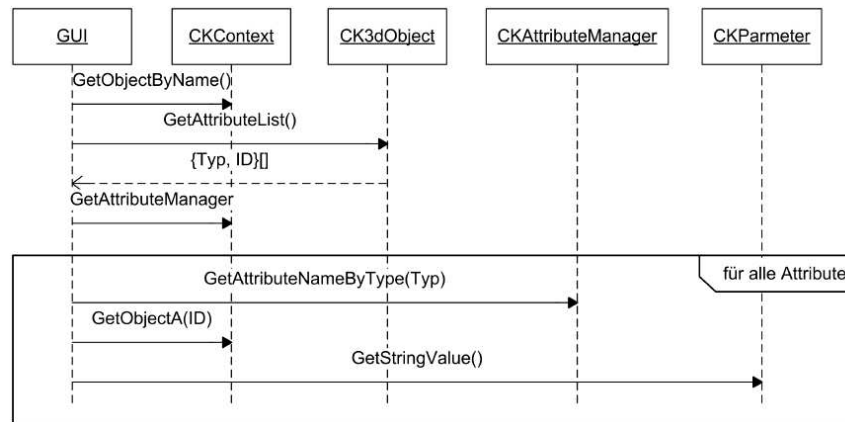 GUI
CKContext
CK3dObject
CKAttributeManager
CKParmeter
GetObjectByName()
GetAttributeList()
{Typ, ID}[]
GetAttributeManager
für alle Attribute
GetAttributeNameByType(Typ)
GetObjectA(ID)
GetStringValue()